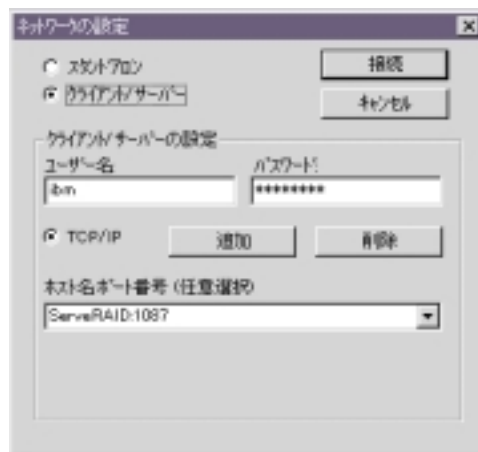 ネットワークの設定
スタンドアロン
接続
クライアント/サーバー
キャンセル
クライアント/サーバーの設定
ユーザー名
パスワード:
ibm
********
TCP/IP
追加
削除
ホスト名:ポート番号 (任意選択)
ServeRAID:1087